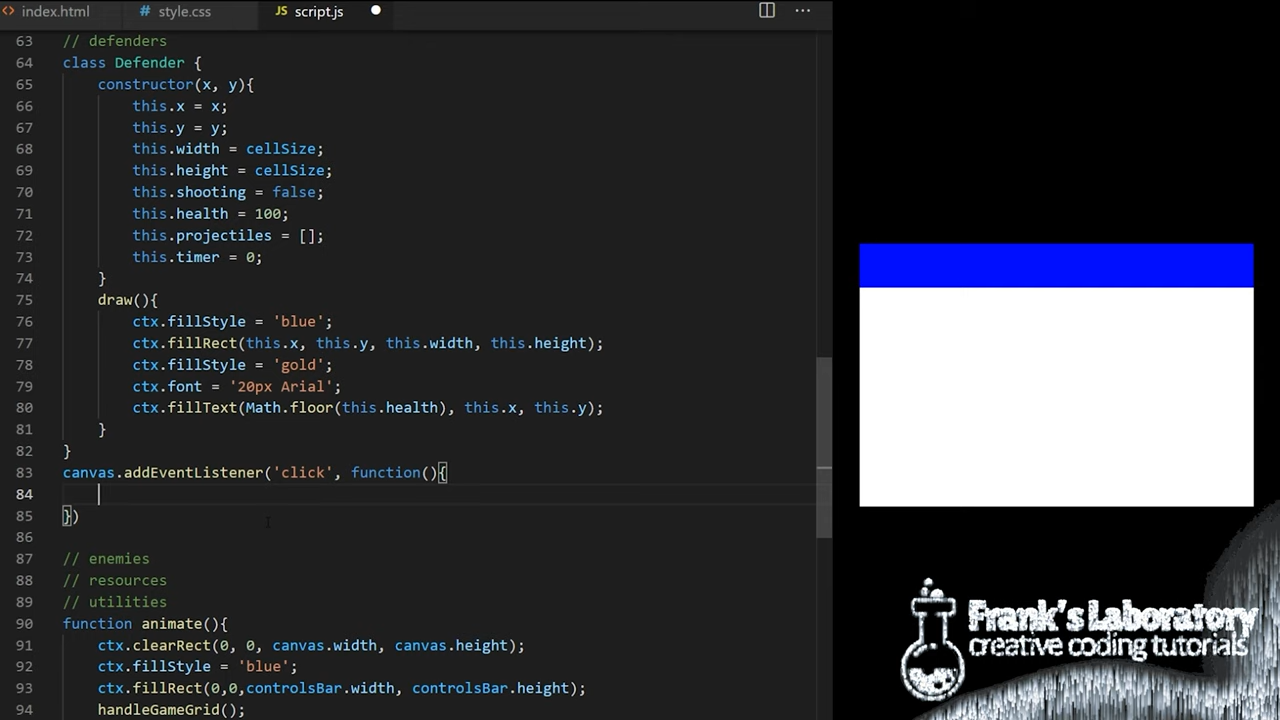 index.html # style.css JS script.js
63 // defenders
64 class Defender {
65 constructor(x, y){
66 this.x = x;
67 this.y = y;
68 this.width = cellSize;
69 this.height = cellSize;
70 this.shooting = false;
71 this.health = 100;
72 this.projectiles = [];
73 this.timer = 0;
74 }
75 draw(){
76 ctx.fillStyle = 'blue';
77 ctx.fillRect(this.x, this.y, this.width, this.height);
78 ctx.fillStyle = 'gold';
79 ctx.font = '20px Arial';
80 ctx.fillText(Math.floor(this.health), this.x, this.y);
81 }
82 }
83 canvas.addEventListener('click', function(){
84
85 })
86
87 // enemies
88 // resources
89 // utilities
90 function animate(){
91 ctx.clearRect(0, 0, canvas.width, canvas.height);
92 ctx.fillStyle = 'blue';
93 ctx.fillRect(0,0,controlsBar.width, controlsBar.height);
94 handleGameGrid();
Frank's Laboratory
creative coding tutorials